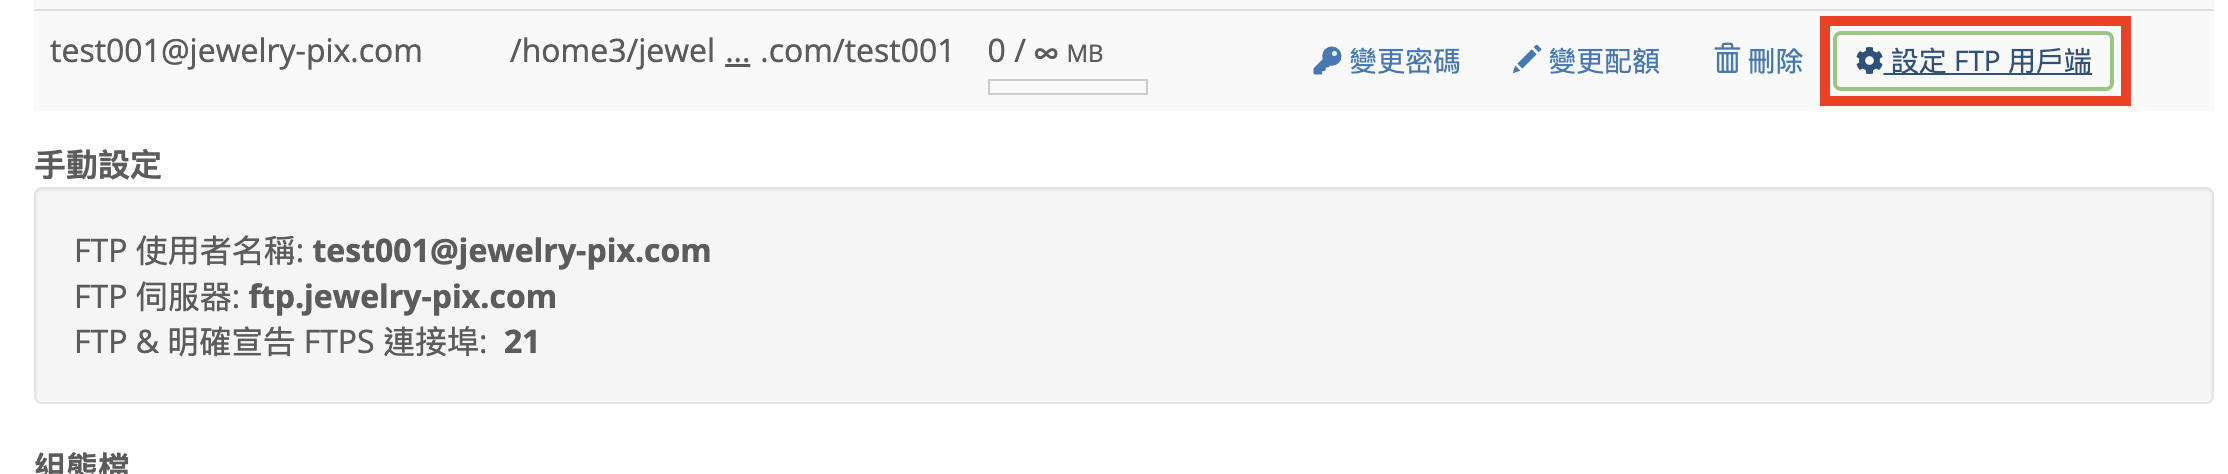 test001@jewelry-pix.com /home3/jewel ... .com/test001 0 / ∞ MB 變更密碼 變更配額 刪除 設定 FTP 用戶端
手動設定
FTP 使用者名稱: test001@jewelry-pix.com
FTP 伺服器: ftp.jewelry-pix.com
FTP & 明確宣告 FTPS 連接埠: 21
組態檔